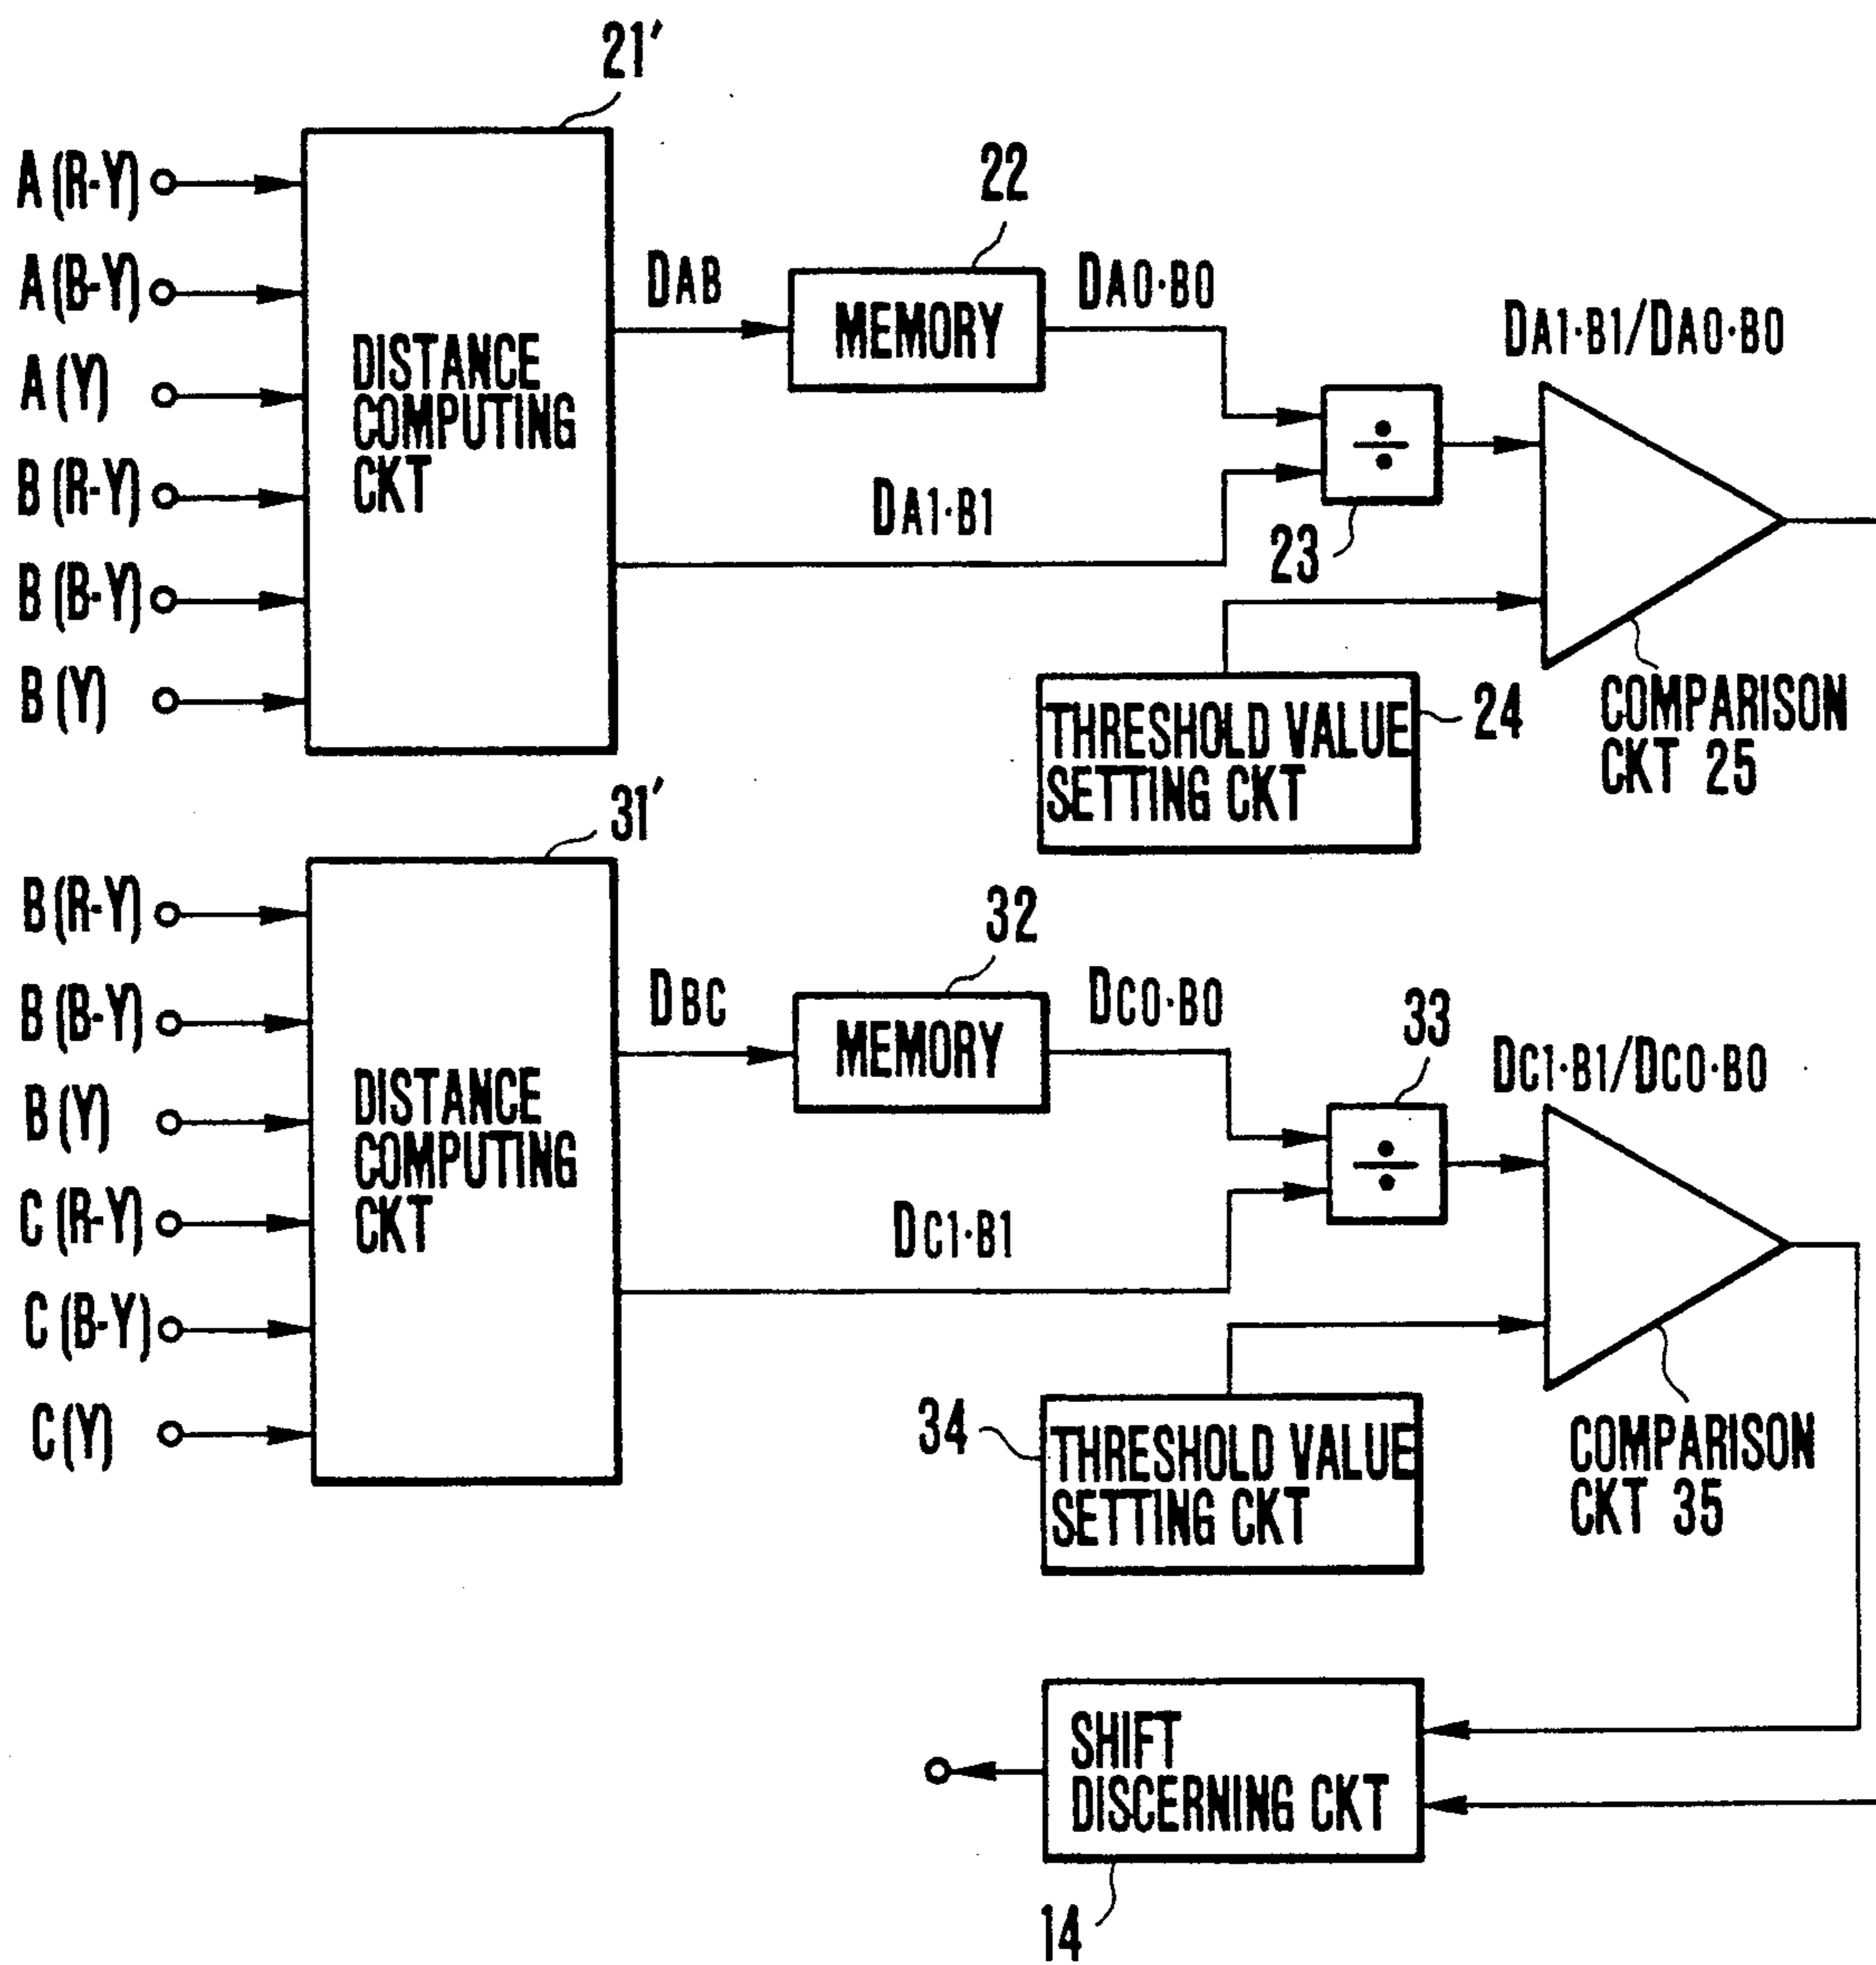 21'
A(R-Y)
A(B-Y)
A(Y)
B(R-Y)
B(B-Y)
B(Y)
DISTANCE
COMPUTING
CKT
DAB
22
MEMORY
DA0·B0
DA1·B1
÷
23
DA1·B1/DA0·B0
THRESHOLD VALUE
SETTING CKT
24
COMPARISON
CKT 25
31'
B(R-Y)
B(B-Y)
B(Y)
C(R-Y)
C(B-Y)
C(Y)
DISTANCE
COMPUTING
CKT
DBC
32
MEMORY
DC0·B0
DC1·B1
33
÷
DC1·B1/DC0·B0
34
THRESHOLD VALUE
SETTING CKT
COMPARISON
CKT 35
SHIFT
DISCERNING CKT
14